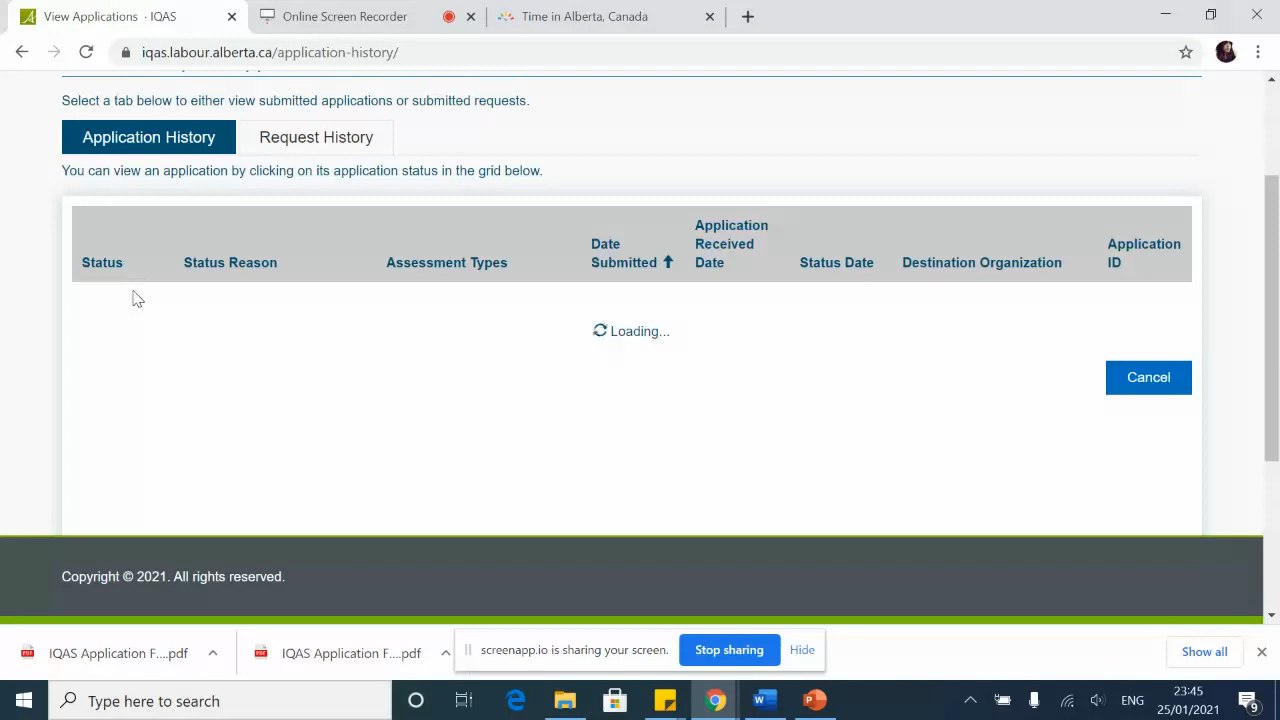 View Applications · IQAS
Online Screen Recorder
Time in Alberta, Canada
iqas.labour.alberta.ca/application-history/
Select a tab below to either view submitted applications or submitted requests.
Application History
Request History
You can view an application by clicking on its application status in the grid below.
Status
Status Reason
Assessment Types
Date
Submitted
Application
Received
Date
Status Date
Destination Organization
Application
ID
Loading...
Cancel
Copyright © 2021. All rights reserved.
IQAS Application F....pdf
IQAS Application F....pdf
screenapp.io is sharing your screen.
Stop sharing
Hide
Show all
Type here to search
ENG
23:45
25/01/2021
9